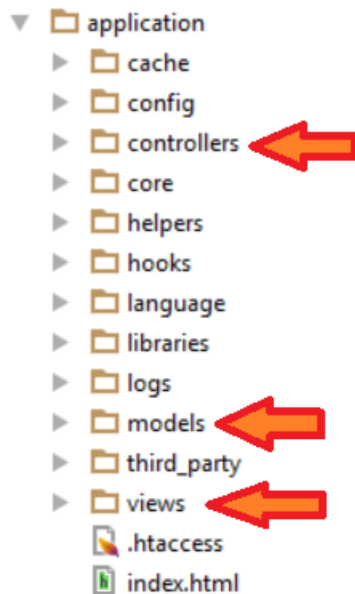 application
cache
config
controllers
core
helpers
hooks
language
libraries
logs
models
third_party
views
.htaccess
index.html